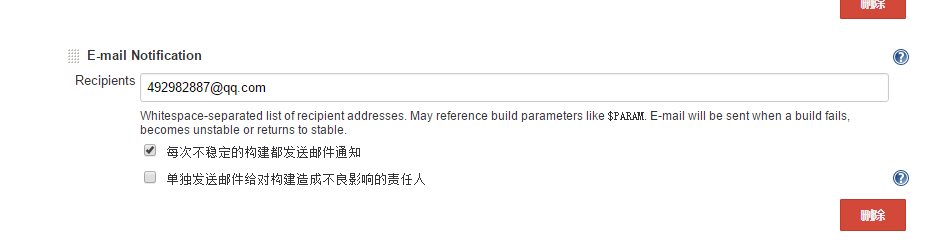 删除
E-mail Notification
Recipients
492982887@qq.com
Whitespace-separated list of recipient addresses. May reference build parameters like $PARAM. E-mail will be sent when a build fails,
becomes unstable or returns to stable.
每次不稳定的构建都发送邮件通知
单独发送邮件给对构建造成不良影响的责任人
删除